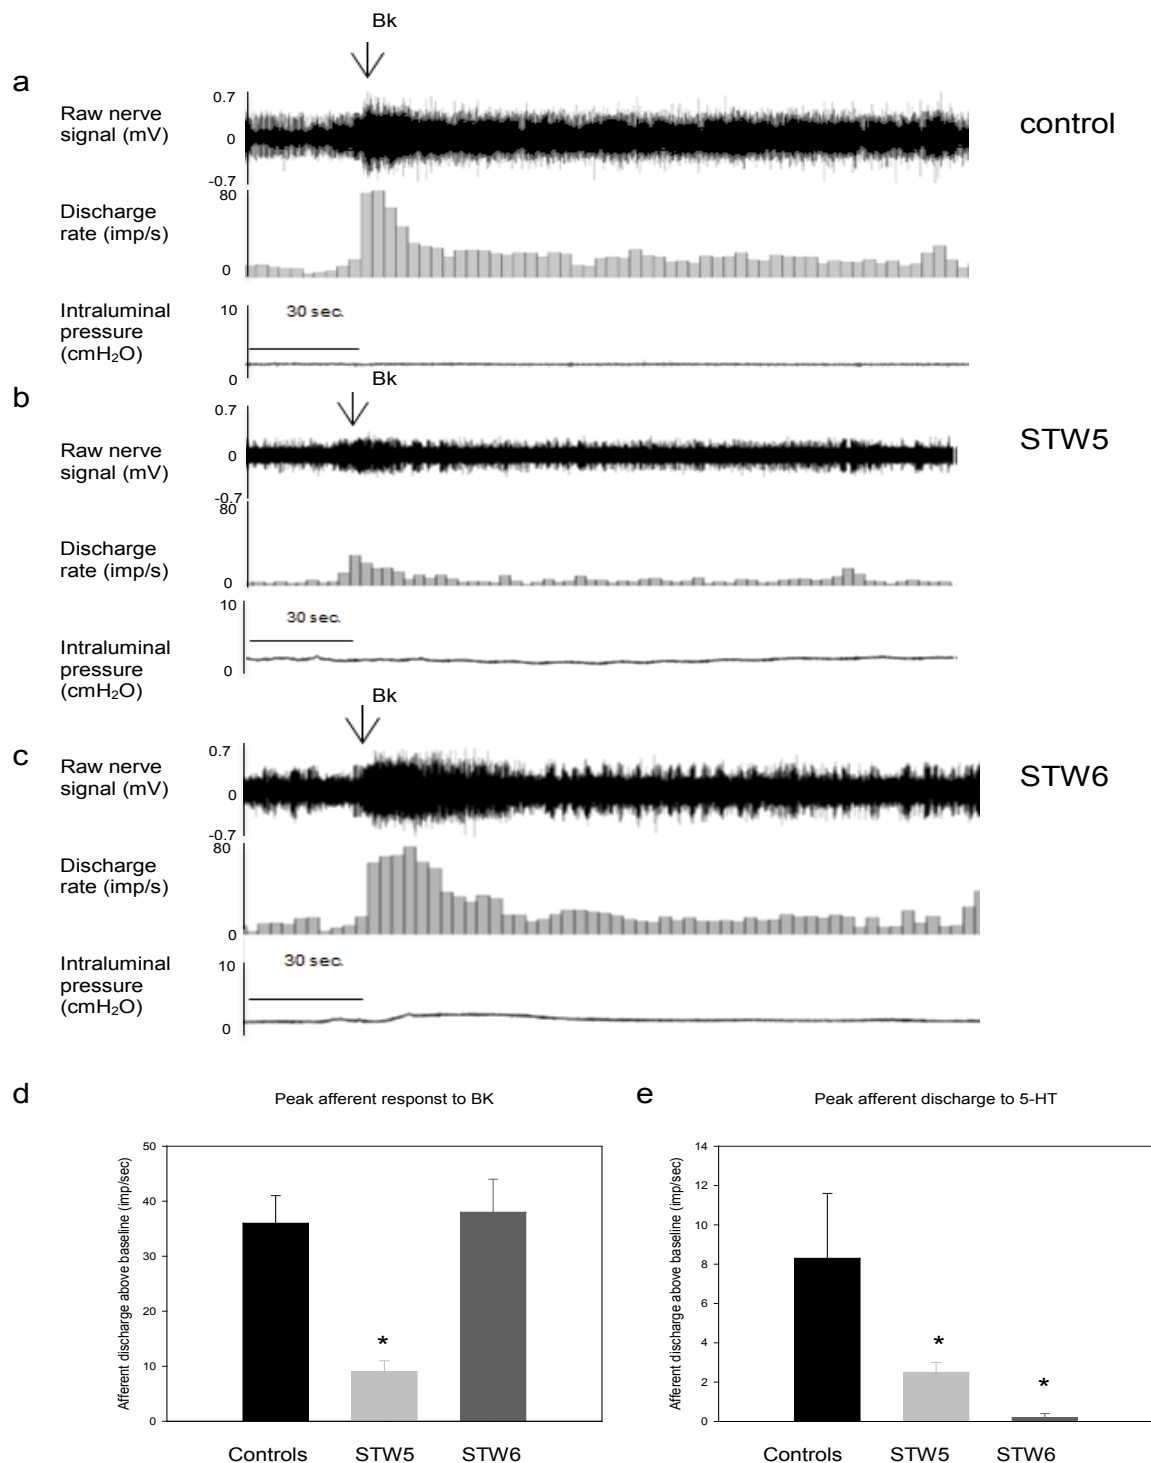 Bk
a
Raw nerve
signal (mV)
0.7
0
-0.7
control
Discharge
rate (imp/s)
80
0
Intraluminal
pressure
(cmH₂O)
10
0
30 sec.
Bk
b
Raw nerve
signal (mV)
0.7
0
-0.7
STW5
Discharge
rate (imp/s)
80
0
Intraluminal
pressure
(cmH₂O)
10
0
30 sec.
Bk
c
Raw nerve
signal (mV)
0.7
0
-0.7
STW6
Discharge
rate (imp/s)
80
0
Intraluminal
pressure
(cmH₂O)
10
0
30 sec.
d
Peak afferent responst to BK
Afferent discharge above baseline (imp/sec)
50
40
30
20
10
0
*
Controls STW5 STW6
e
Peak afferent discharge to 5-HT
Afferent discharge above baseline (imp/sec)
14
12
10
8
6
4
2
0
*
*
Controls STW5 STW6